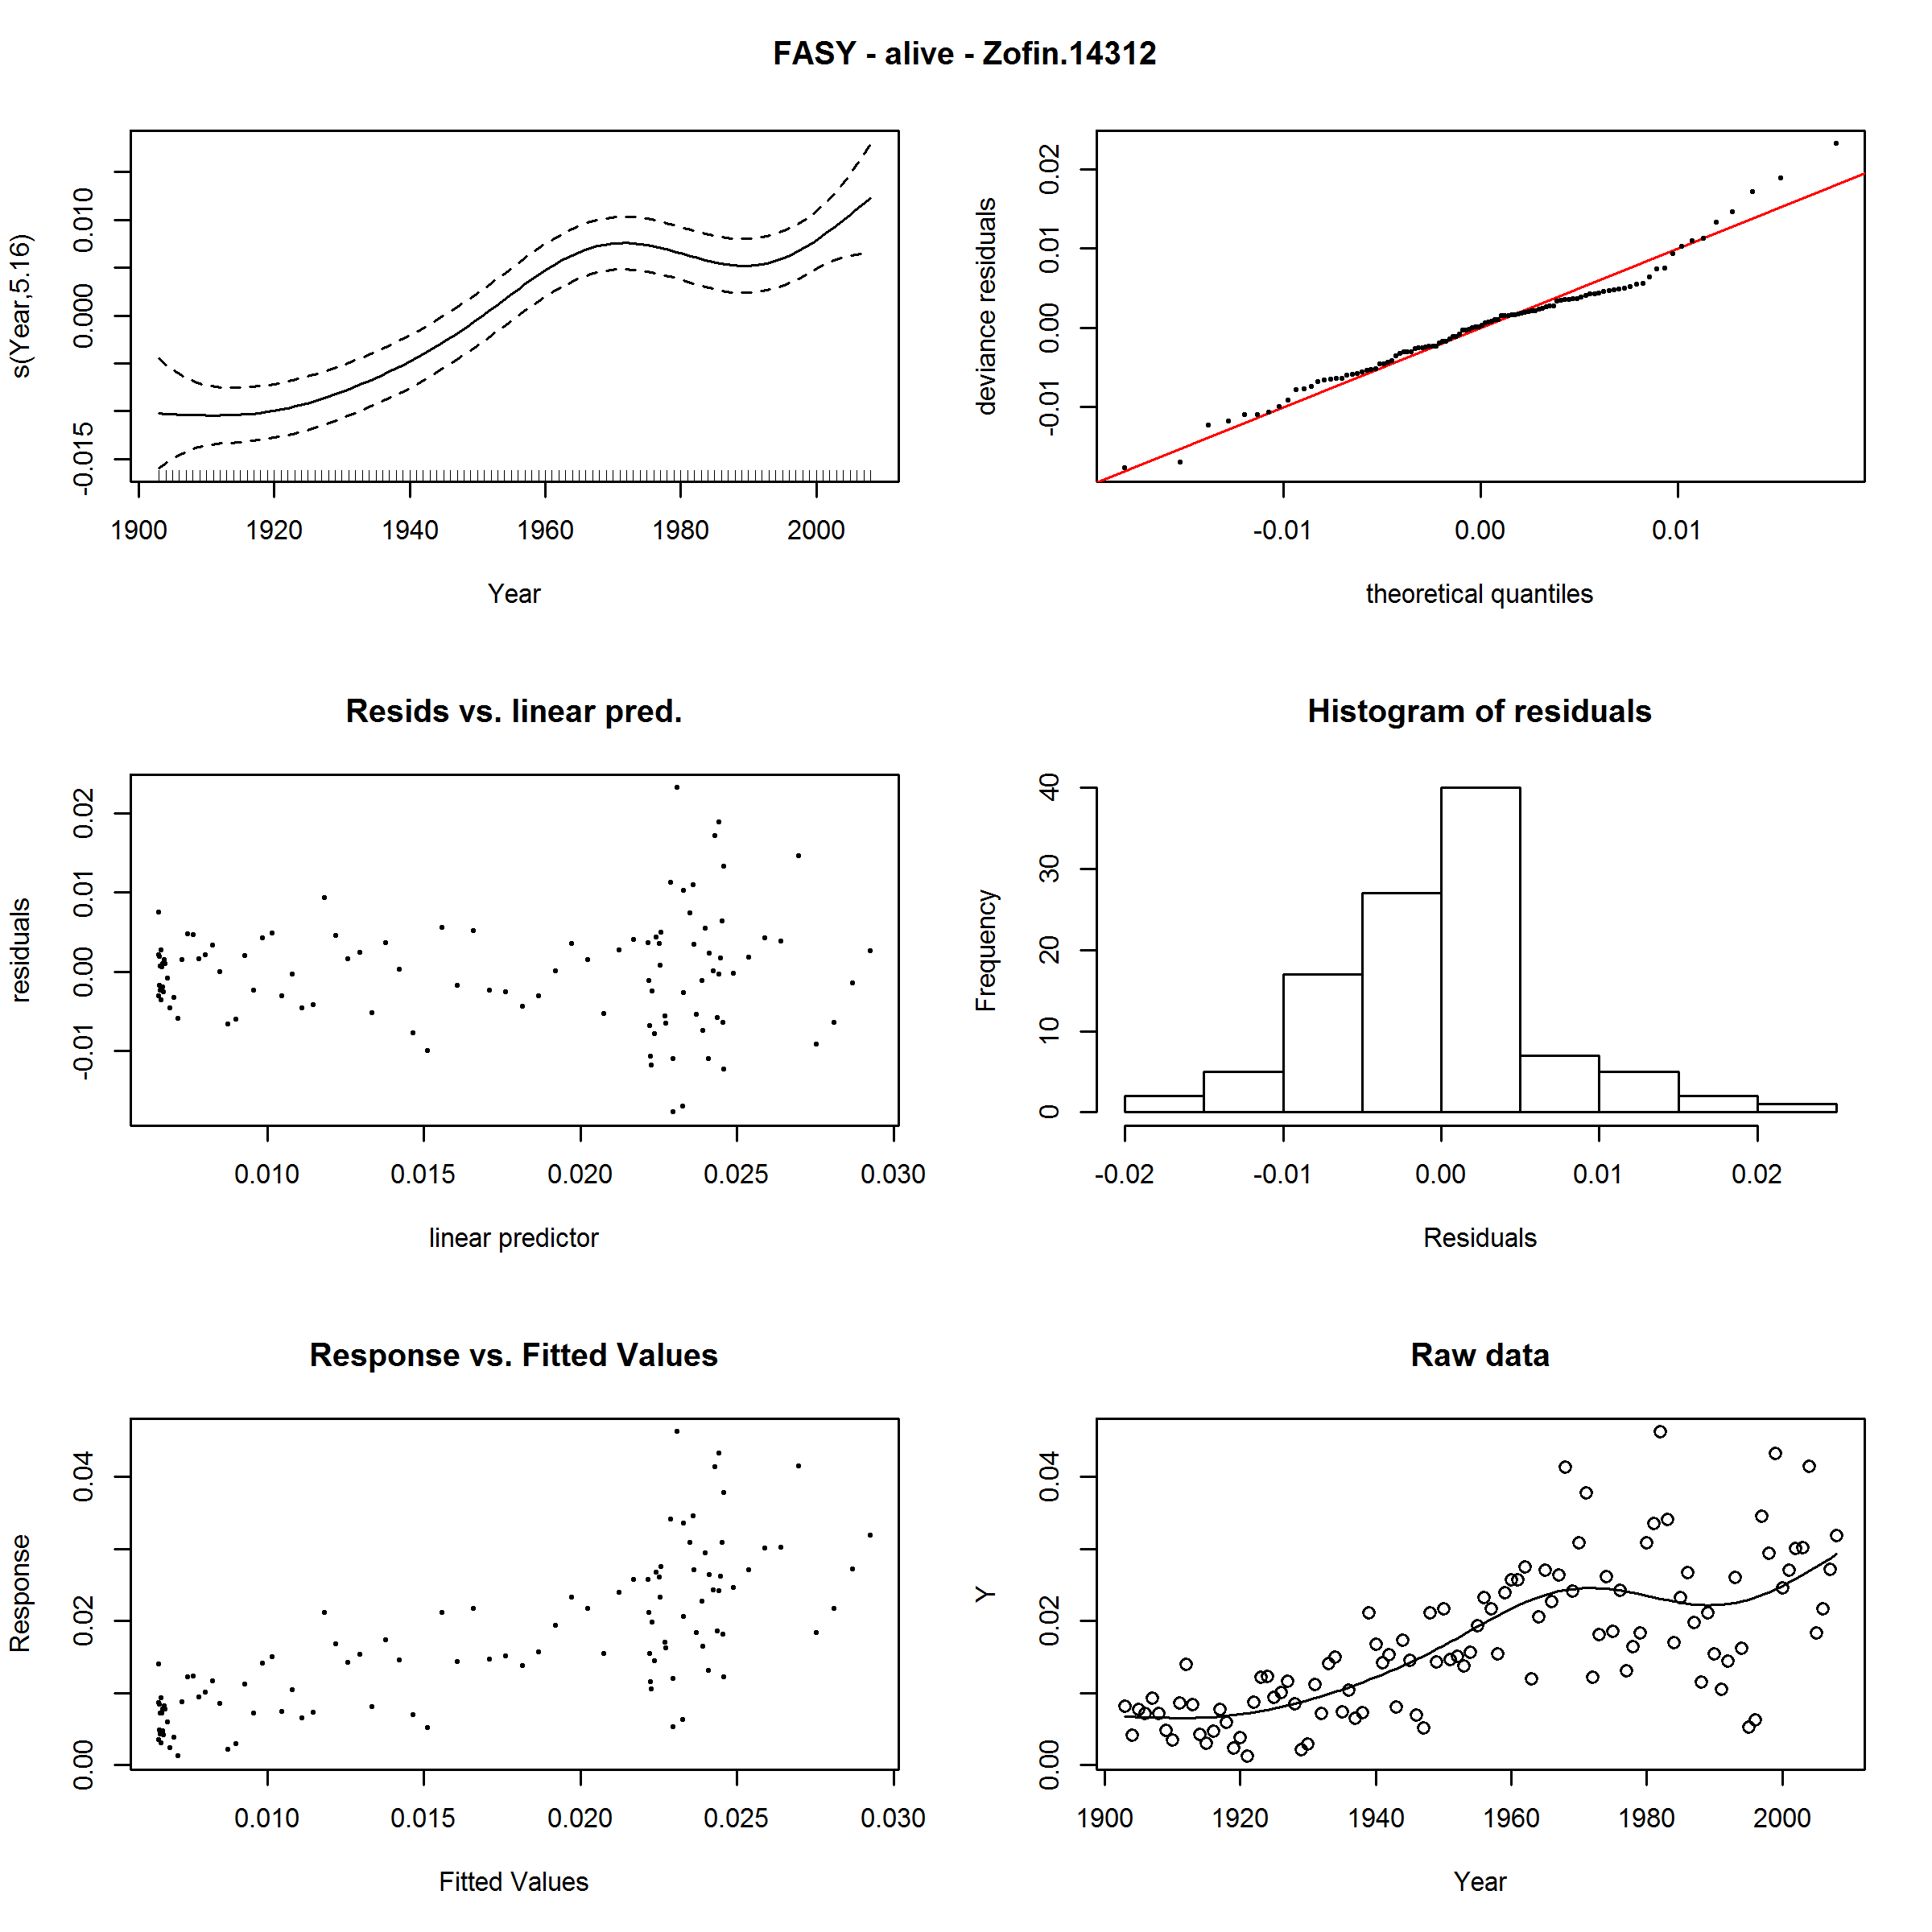 FASY - alive - Zofin.14312
s(Year,5.16)
-0.015 0.000 0.010
1900 1920 1940 1960 1980 2000
Year
deviance residuals
-0.01 0.00 0.01 0.02
-0.01 0.00 0.01
theoretical quantiles
Resids vs. linear pred.
residuals
-0.01 0.00 0.01 0.02
0.010 0.015 0.020 0.025 0.030
linear predictor
Histogram of residuals
Frequency
0 10 20 30 40
-0.02 -0.01 0.00 0.01 0.02
Residuals
Response vs. Fitted Values
Response
0.00 0.02 0.04
0.010 0.015 0.020 0.025 0.030
Fitted Values
Raw data
Y
0.00 0.02 0.04
1900 1920 1940 1960 1980 2000
Year